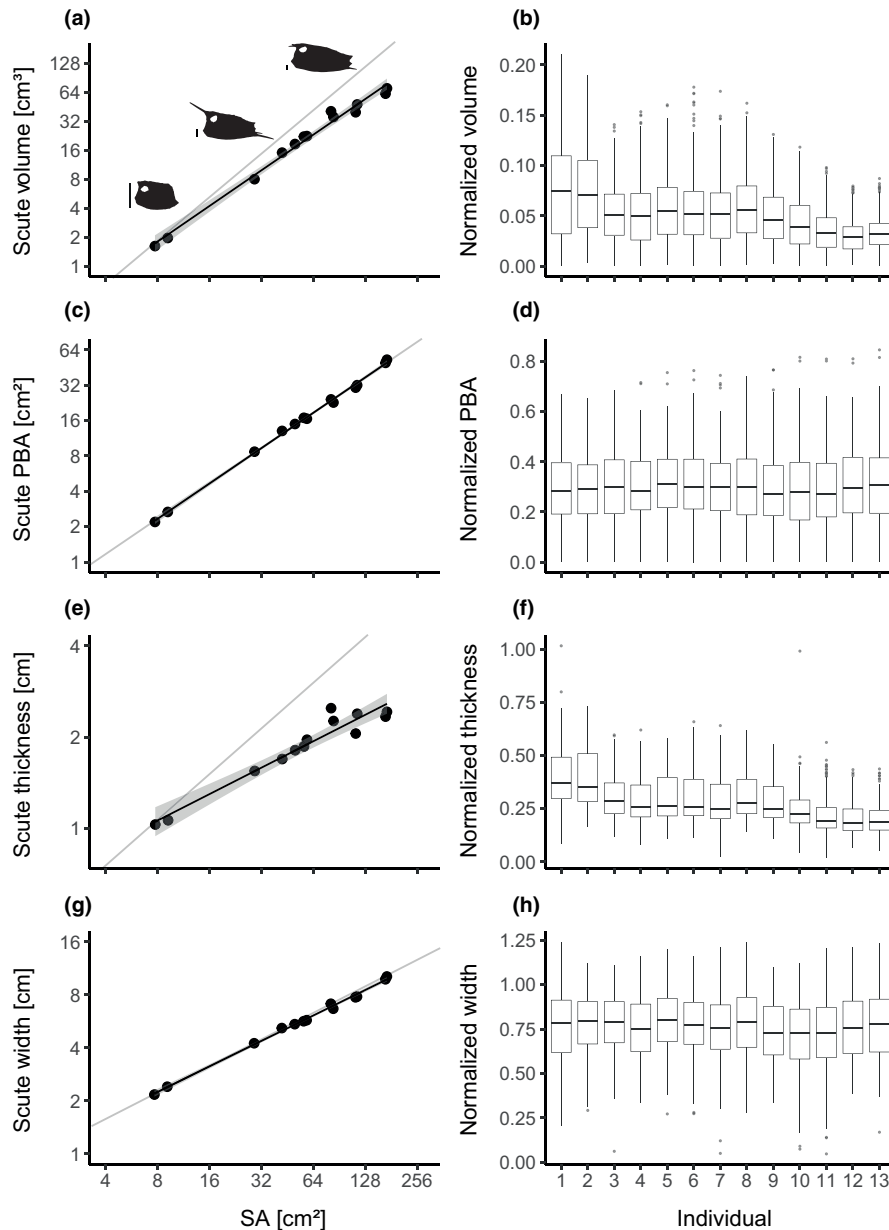 (a)
Scute volume [cm³]
128
64
32
16
8
4
2
1
(b)
Normalized volume
0.20
0.15
0.10
0.05
0.00
(c)
Scute PBA [cm²]
64
32
16
8
4
2
1
(d)
Normalized PBA
0.8
0.6
0.4
0.2
0.0
(e)
Scute thickness [cm]
4
2
1
(f)
Normalized thickness
1.00
0.75
0.50
0.25
0.00
(g)
Scute width [cm]
16
8
4
2
1
4 8 16 32 64 128 256
SA [cm²]
(h)
Normalized width
1.25
1.00
0.75
0.50
0.25
0.00
1 2 3 4 5 6 7 8 9 10 11 12 13
Individual